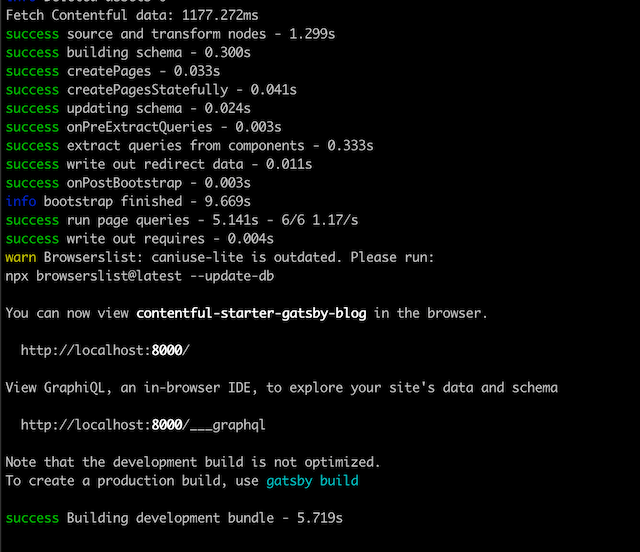 info Deleted assets 0
Fetch Contentful data: 1177.272ms
success source and transform nodes - 1.299s
success building schema - 0.300s
success createPages - 0.033s
success createPagesStatefully - 0.041s
success updating schema - 0.024s
success onPreExtractQueries - 0.003s
success extract queries from components - 0.333s
success write out redirect data - 0.011s
success onPostBootstrap - 0.003s
info bootstrap finished - 9.669s
success run page queries - 5.141s - 6/6 1.17/s
success write out requires - 0.004s
warn Browserslist: caniuse-lite is outdated. Please run:
npx browserslist@latest --update-db
You can now view contentful-starter-gatsby-blog in the browser.
http://localhost:8000/
View GraphiQL, an in-browser IDE, to explore your site's data and schema
http://localhost:8000/___graphql
Note that the development build is not optimized.
To create a production build, use gatsby build
success Building development bundle - 5.719s